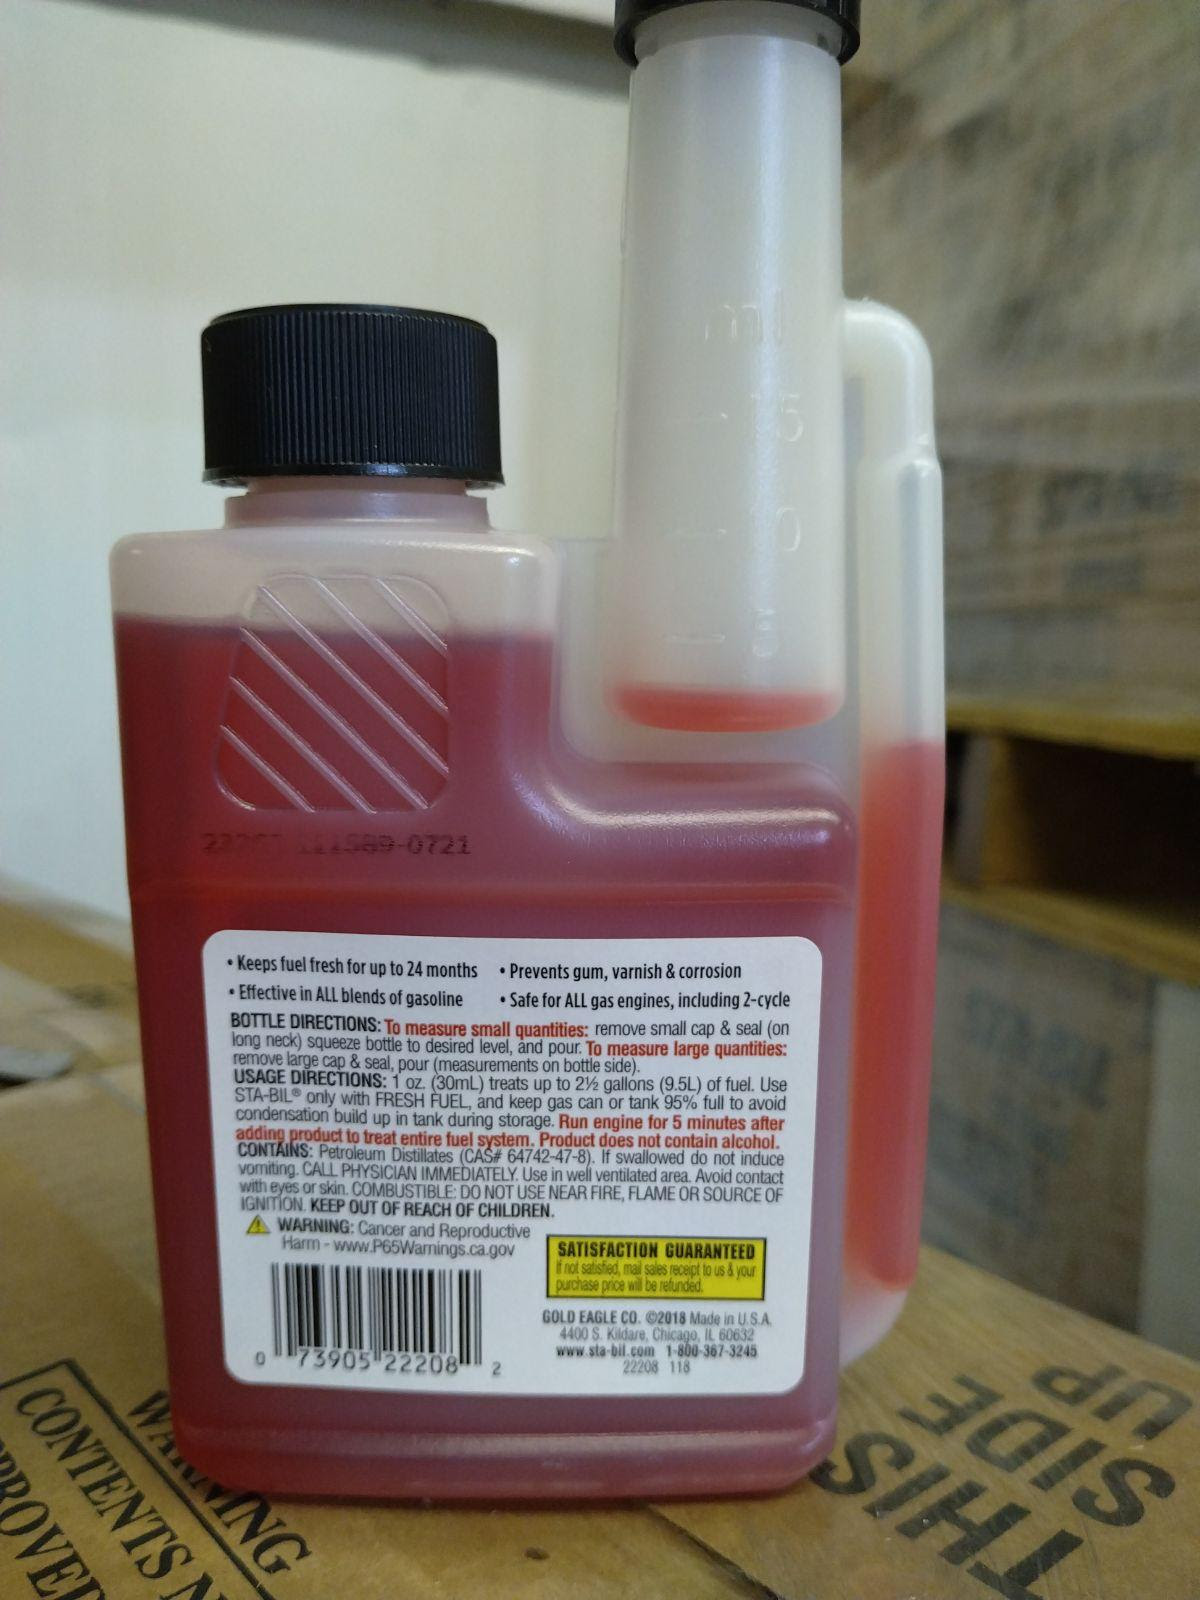 ml
15
10
5
111589-0721
• Keeps fuel fresh for up to 24 months • Prevents gum, varnish & corrosion
• Effective in ALL blends of gasoline • Safe for ALL gas engines, including 2-cycle
BOTTLE DIRECTIONS: To measure small quantities: remove small cap & seal (on
long neck) squeeze bottle to desired level, and pour. To measure large quantities:
remove large cap & seal, pour (measurements on bottle side).
USAGE DIRECTIONS: 1 oz. (30mL) treats up to 2½ gallons (9.5L) of fuel. Use
STA-BIL® only with FRESH FUEL, and keep gas can or tank 95% full to avoid
condensation build up in tank during storage. Run engine for 5 minutes after
adding product to treat entire fuel system. Product does not contain alcohol.
CONTAINS: Petroleum Distillates (CAS# 64742-47-8). If swallowed do not induce
vomiting. CALL PHYSICIAN IMMEDIATELY. Use in well ventilated area. Avoid contact
with eyes or skin. COMBUSTIBLE: DO NOT USE NEAR FIRE, FLAME OR SOURCE OF
IGNITION. KEEP OUT OF REACH OF CHILDREN.
WARNING: Cancer and Reproductive
Harm - www.P65Warnings.ca.gov
SATISFACTION GUARANTEED
If not satisfied, mail sales receipt to us & your
purchase price will be refunded.
GOLD EAGLE CO. ©2018 Made in U.S.A.
4400 S. Kildare, Chicago, IL 60632
www.sta-bil.com 1-800-367-3245
22208 118
0 73905 22208 2
WARNING
CONTENTS
THIS
SIDE
UP